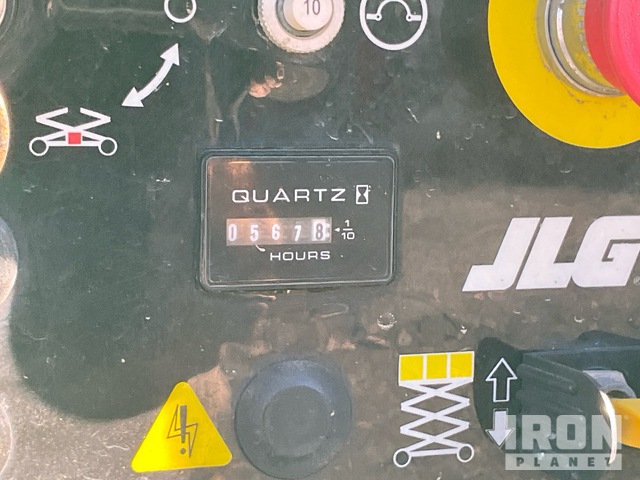 10
QUARTZ
05678 1/10
HOURS
JLG
IRON
PLANET